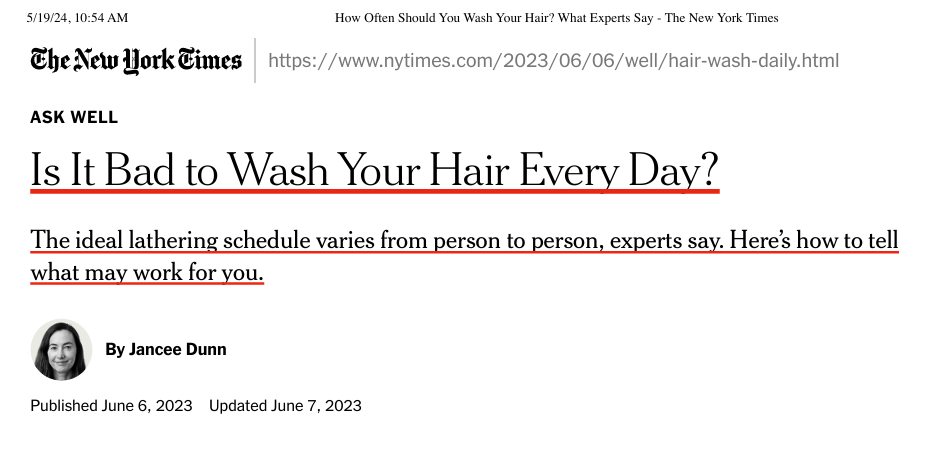 5/19/24, 10:54 AM How Often Should You Wash Your Hair? What Experts Say - The New York Times
The New York Times https://www.nytimes.com/2023/06/06/well/hair-wash-daily.html
ASK WELL
Is It Bad to Wash Your Hair Every Day?
The ideal lathering schedule varies from person to person, experts say. Here’s how to tell
what may work for you.
By Jancee Dunn
Published June 6, 2023 Updated June 7, 2023